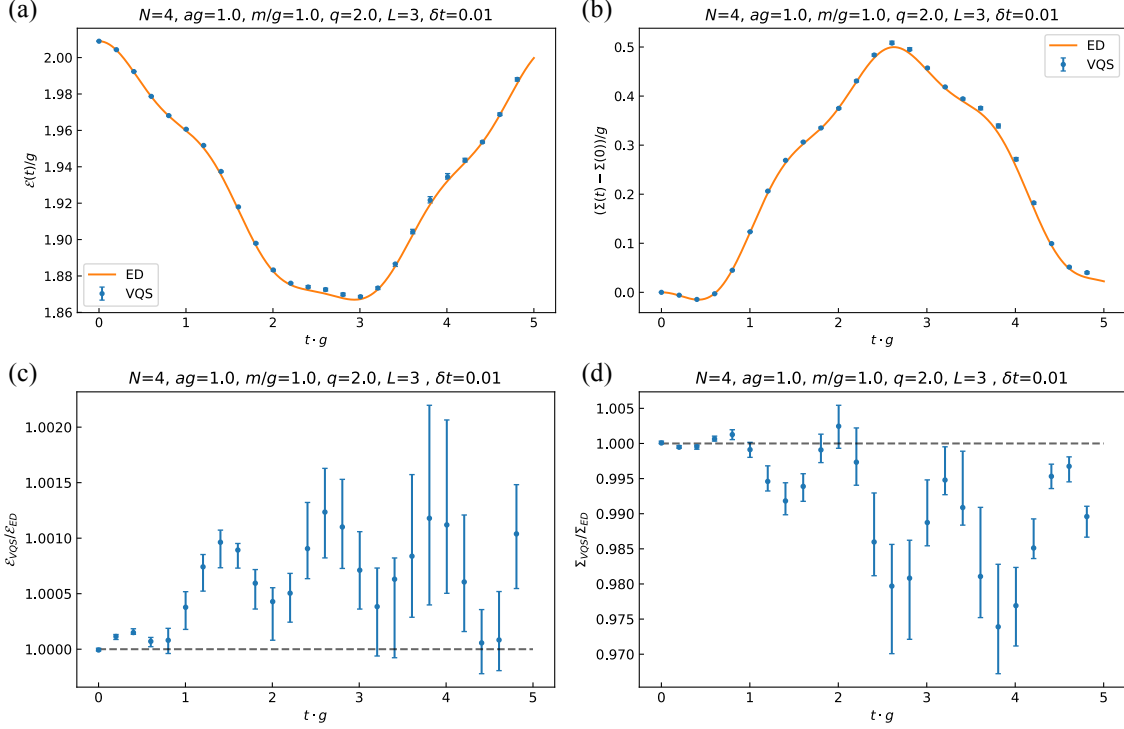 (a)
N=4, ag=1.0, m/g=1.0, q=2.0, L=3, δt=0.01
2.00
1.98
1.96
1.94
1.92
1.90
1.88
1.86
ℰ(t)/g
ED
VQS
0 1 2 3 4 5
t · g
(b)
N=4, ag=1.0, m/g=1.0, q=2.0, L=3, δt=0.01
0.5
0.4
0.3
0.2
0.1
0.0
(Σ(t) − Σ(0))/g
ED
VQS
0 1 2 3 4 5
t · g
(c)
N=4, ag=1.0, m/g=1.0, q=2.0, L=3 , δt=0.01
1.0020
1.0015
1.0010
1.0005
1.0000
ℰVQS/ℰED
0 1 2 3 4 5
t · g
(d)
N=4, ag=1.0, m/g=1.0, q=2.0, L=3 , δt=0.01
1.005
1.000
0.995
0.990
0.985
0.980
0.975
0.970
ΣVQS/ΣED
0 1 2 3 4 5
t · g